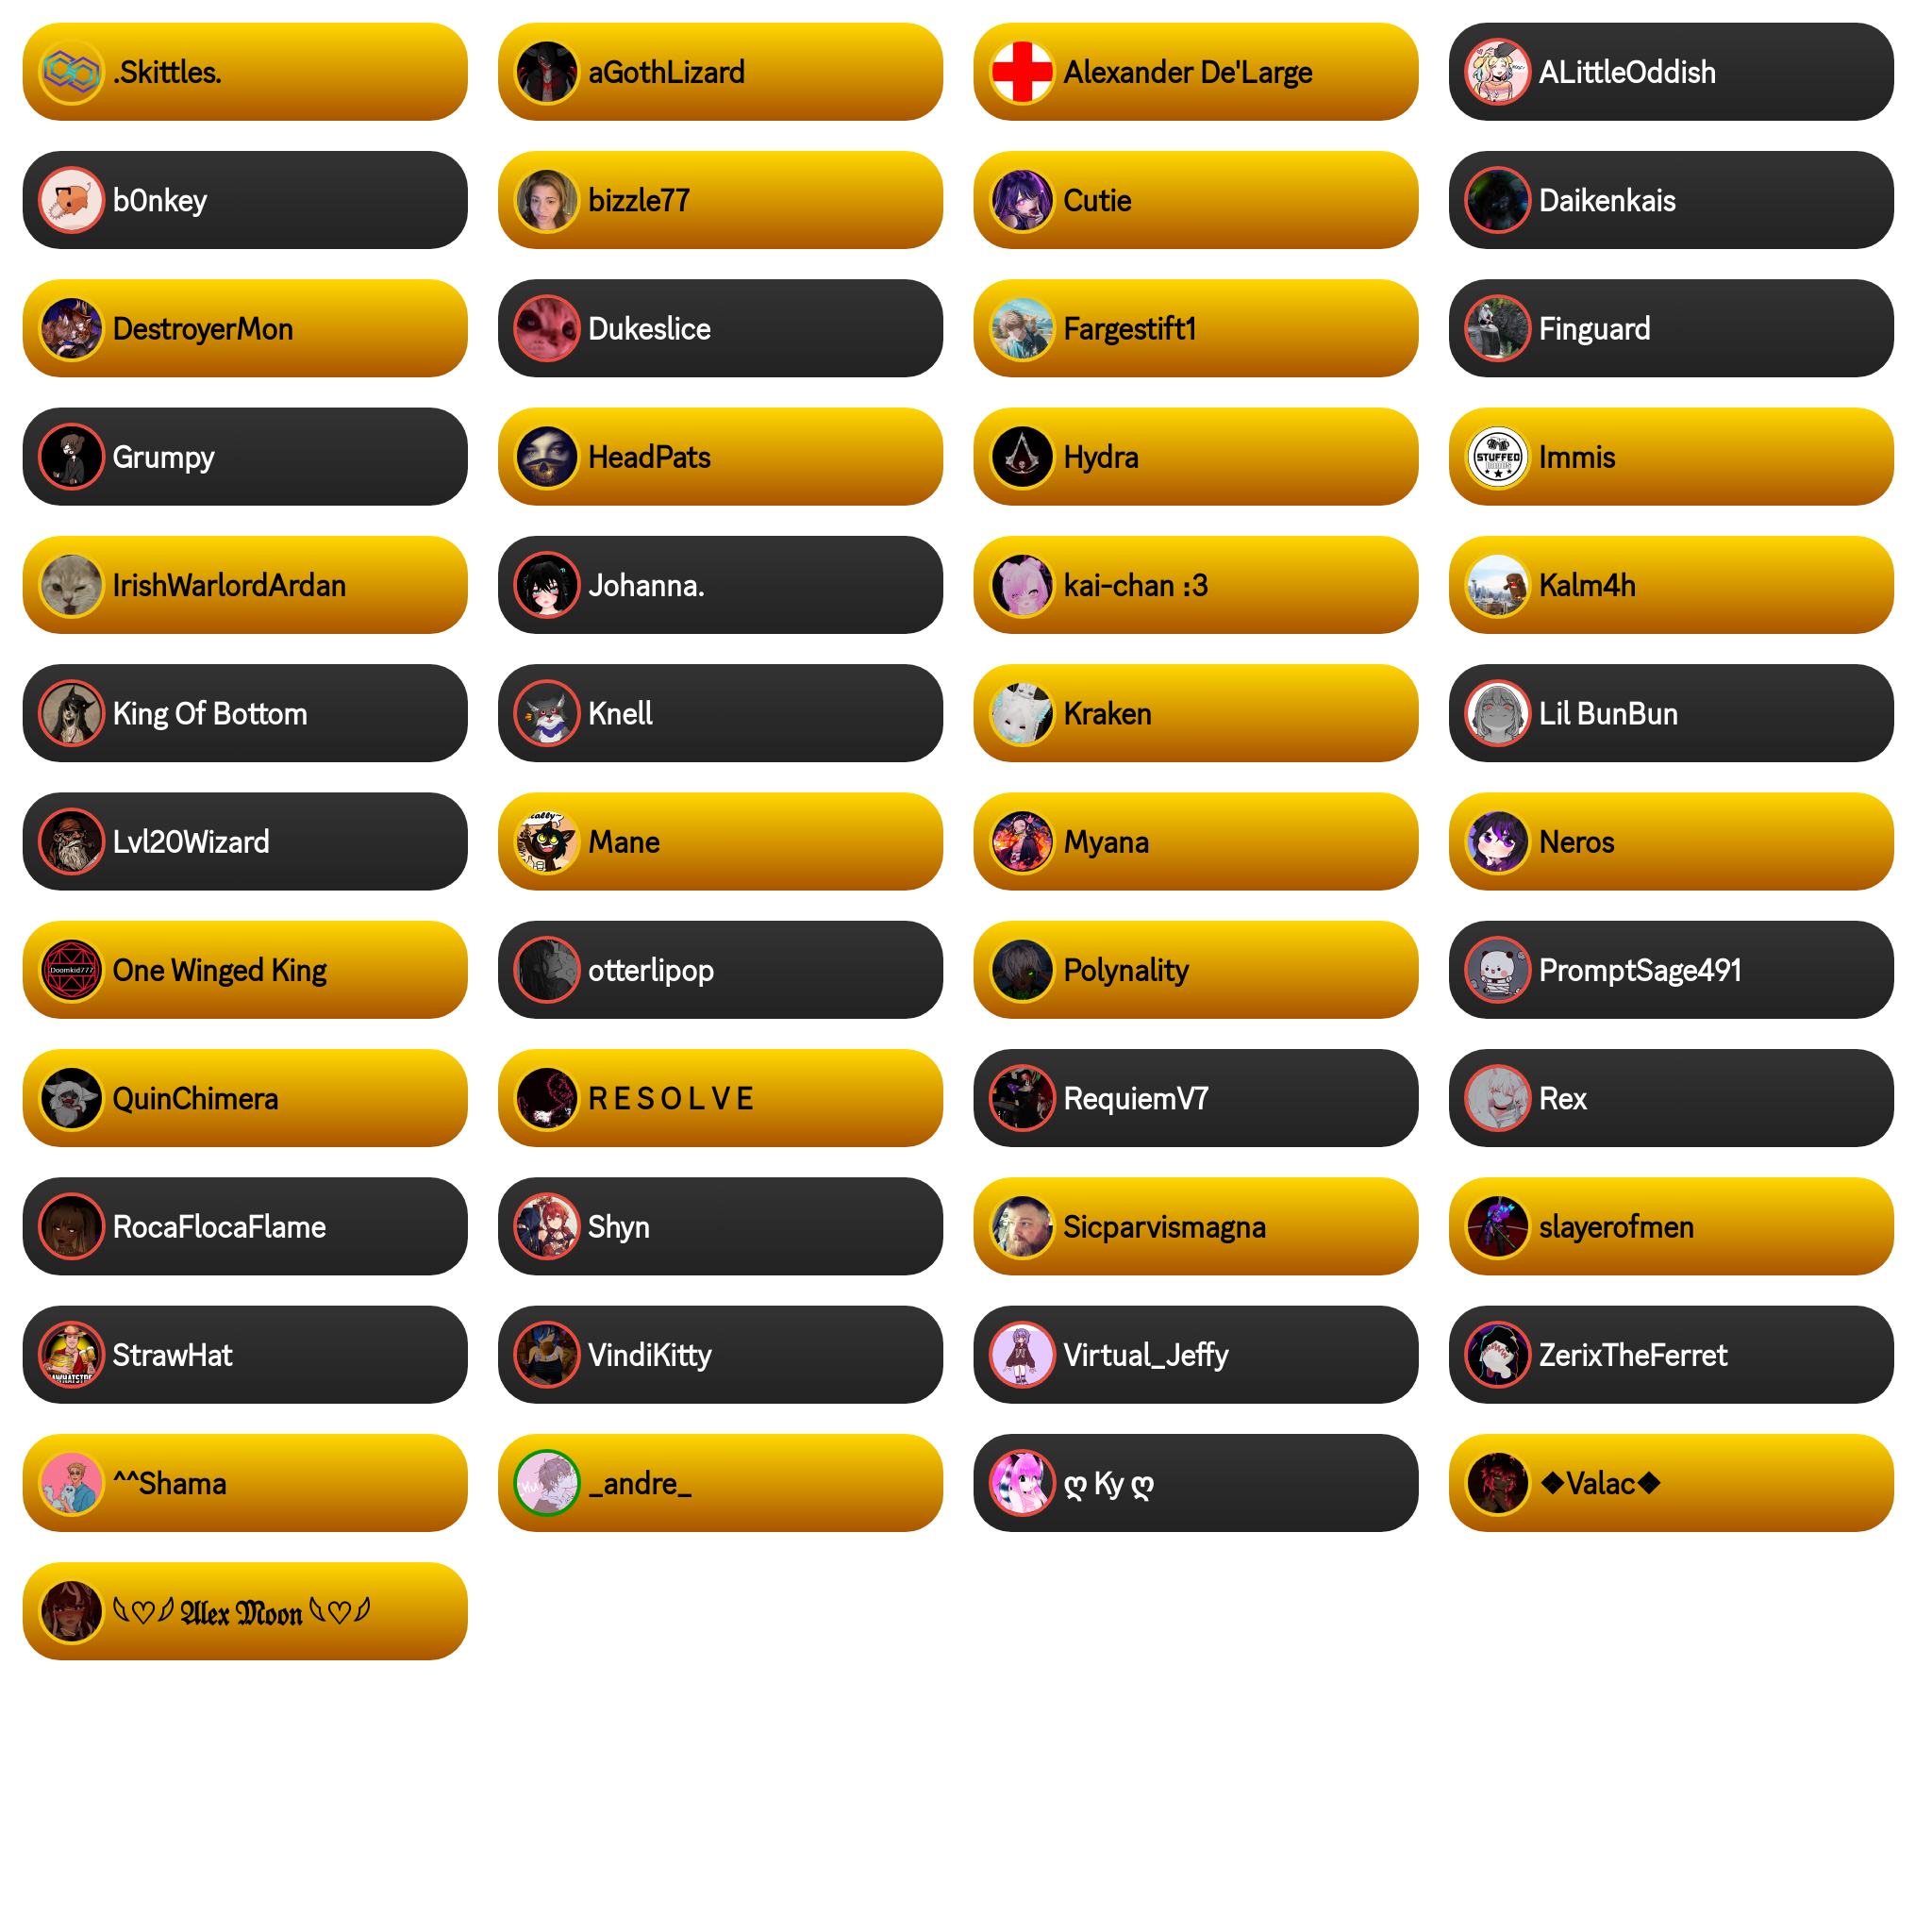 .Skittles.
aGothLizard
Alexander De'Large
ALittleOddish
b0nkey
bizzle77
Cutie
Daikenkais
DestroyerMon
Dukeslice
Fargestift1
Finguard
Grumpy
HeadPats
Hydra
STUFFED
Immis
IrishWarlordArdan
Johanna.
kai-chan :3
Kalm4h
King Of Bottom
Knell
Kraken
Lil BunBun
Lvl20Wizard
Mane
Myana
Neros
Doomkid777
One Winged King
otterlipop
Polynality
PromptSage491
QuinChimera
R E S O L V E
RequiemV7
Rex
RocaFlocaFlame
Shyn
Sicparvismagna
slayerofmen
StrawHat
VindiKitty
Virtual_Jeffy
ZerixTheFerret
^^Shama
_andre_
ღ Ky ღ
❖Valac❖
𓆩♡𓆪 𝕬𝖑𝖊𝖝 𝕸𝖔𝖔𝖓 𓆩♡𓆪